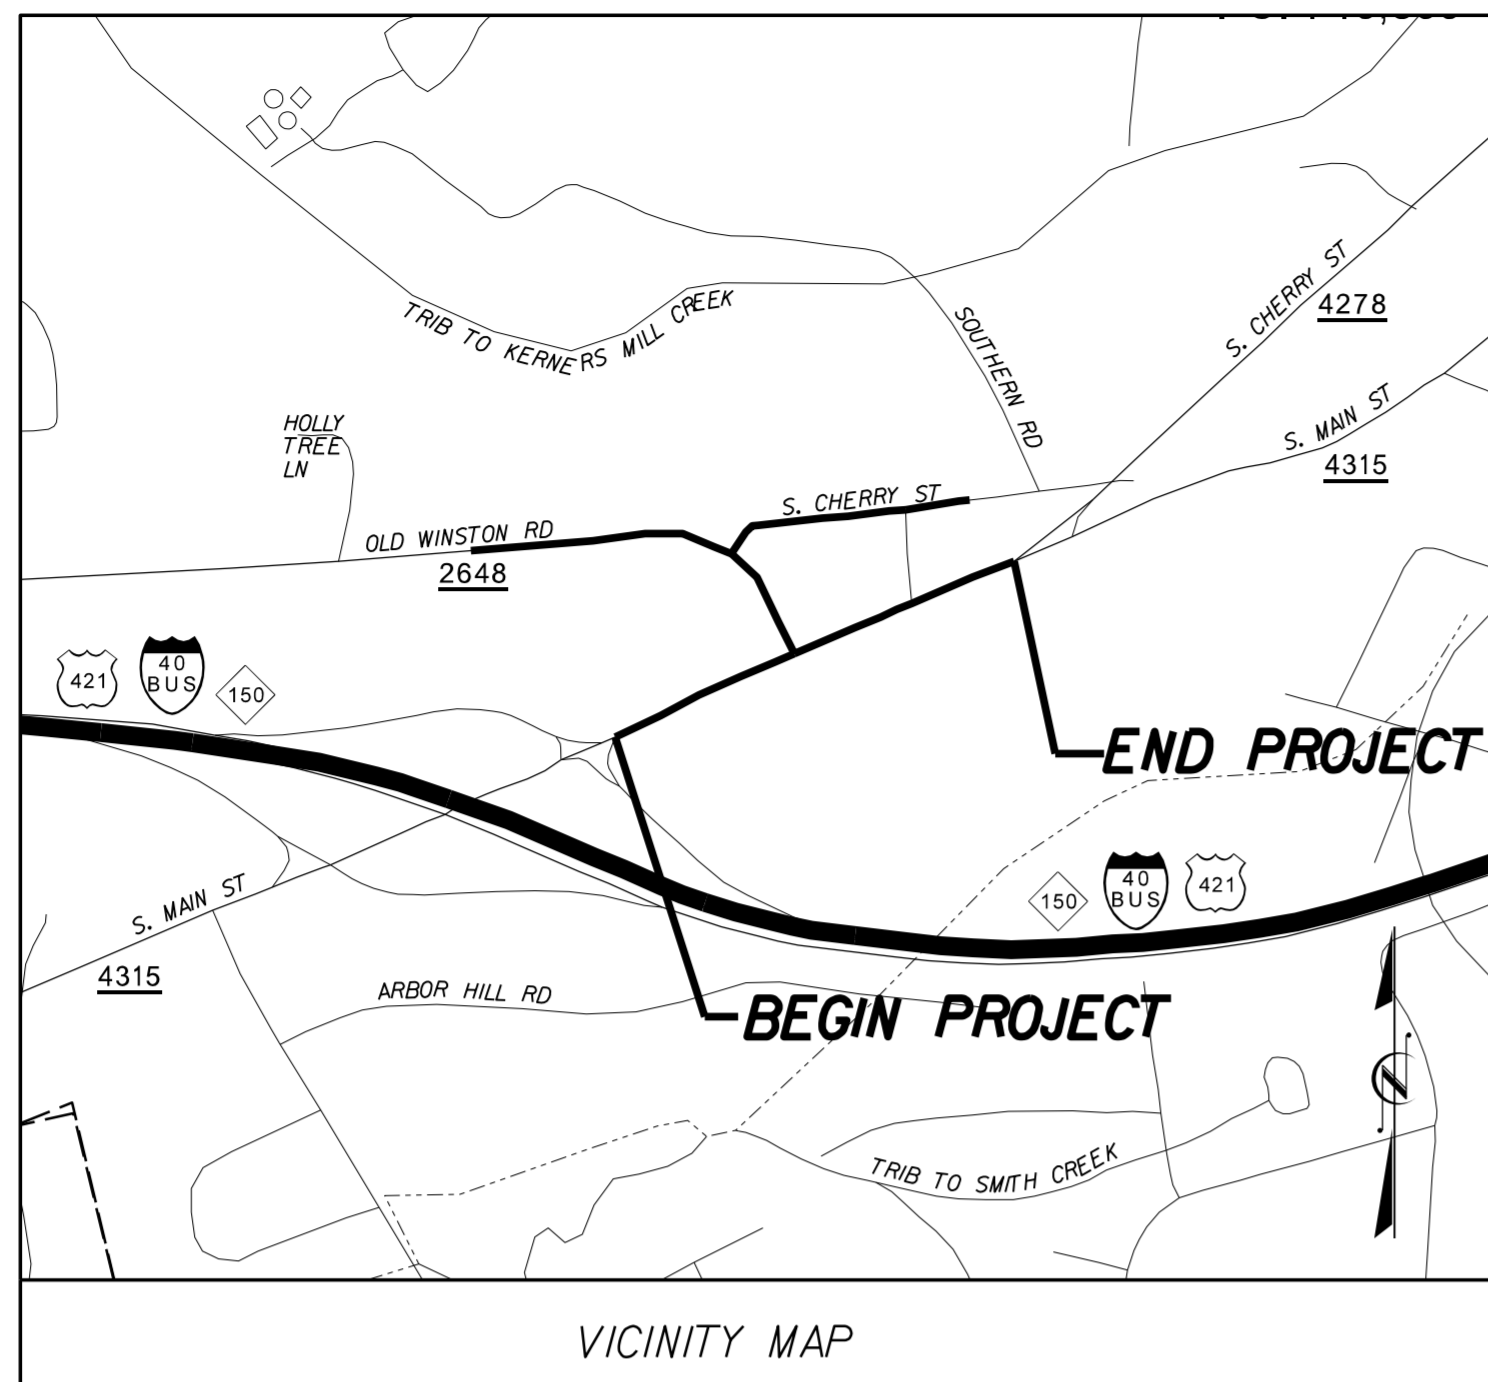 TRIB TO KERNERS MILL CREEK
SOUTHERN RD
S. CHERRY ST
4278
S. MAIN ST
4315
HOLLY
TREE
LN
S. CHERRY ST
OLD WINSTON RD
2648
421
40
BUS
150
END PROJECT
150
40
BUS
421
S. MAIN ST
4315
ARBOR HILL RD
BEGIN PROJECT
N
TRIB TO SMITH CREEK
VICINITY MAP